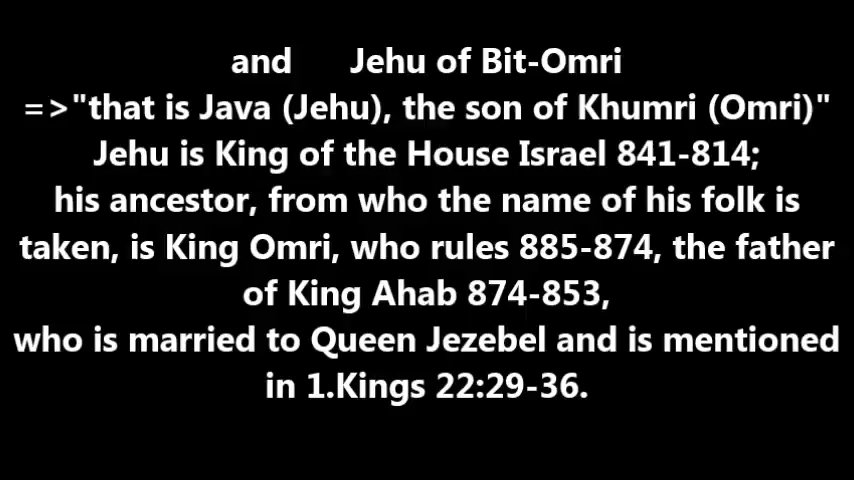 and Jehu of Bit-Omri
=>"that is Java (Jehu), the son of Khumri (Omri)"
Jehu is King of the House Israel 841-814;
his ancestor, from who the name of his folk is
taken, is King Omri, who rules 885-874, the father
of King Ahab 874-853,
who is married to Queen Jezebel and is mentioned
in 1.Kings 22:29-36.